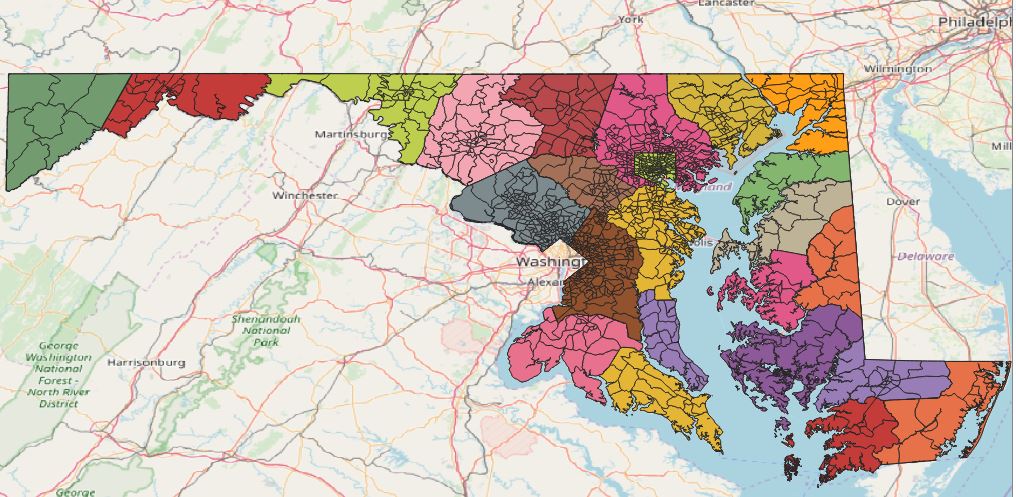 Lancaster
York
Philadelph
Wilmington
Martinsburg
Mill
land
Winchester
Dover
olis
Delaware
Washingt
Alexan
Shenandoah
National
Park
George
Washington
National
Forest -
North River
District
Harrisonburg
George